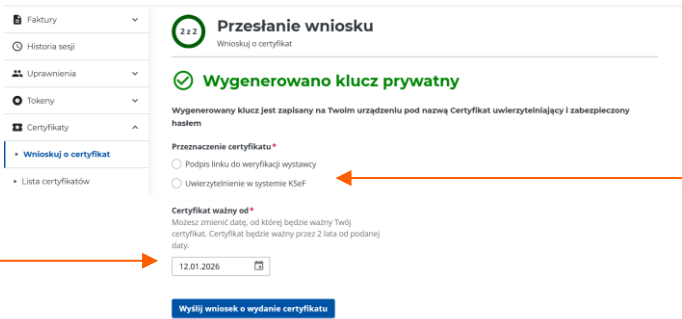 Faktury
Historia sesji
Uprawnienia
Tokeny
Certyfikaty
Wnioskuj o certyfikat
Lista certyfikatów
2 z 2
Przesłanie wniosku
Wnioskuj o certyfikat
Wygenerowano klucz prywatny
Wygenerowany klucz jest zapisany na Twoim urządzeniu pod nazwą Certyfikat uwierzytelniający i zabezpieczony
hasłem
Przeznaczenie certyfikatu*
Podpis linku do weryfikacji wystawcy
Uwierzytelnienie w systemie KSeF
Certyfikat ważny od*
Możesz zmienić datę, od której będzie ważny Twój
certyfikat. Certyfikat będzie ważny przez 2 lata od podanej
daty.
12.01.2026
Wyślij wniosek o wydanie certyfikatu